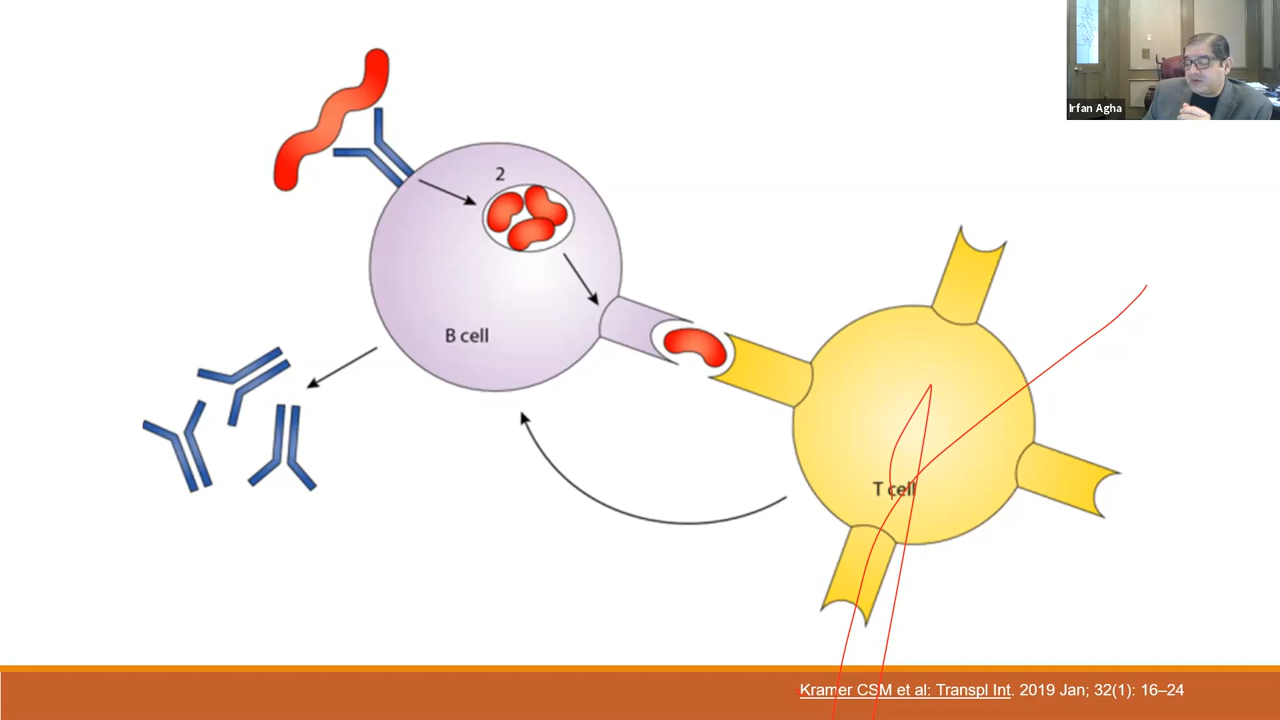 Irfan Agha
2
B cell
T cell
Kramer CSM et al: Transpl Int. 2019 Jan; 32(1): 16–24